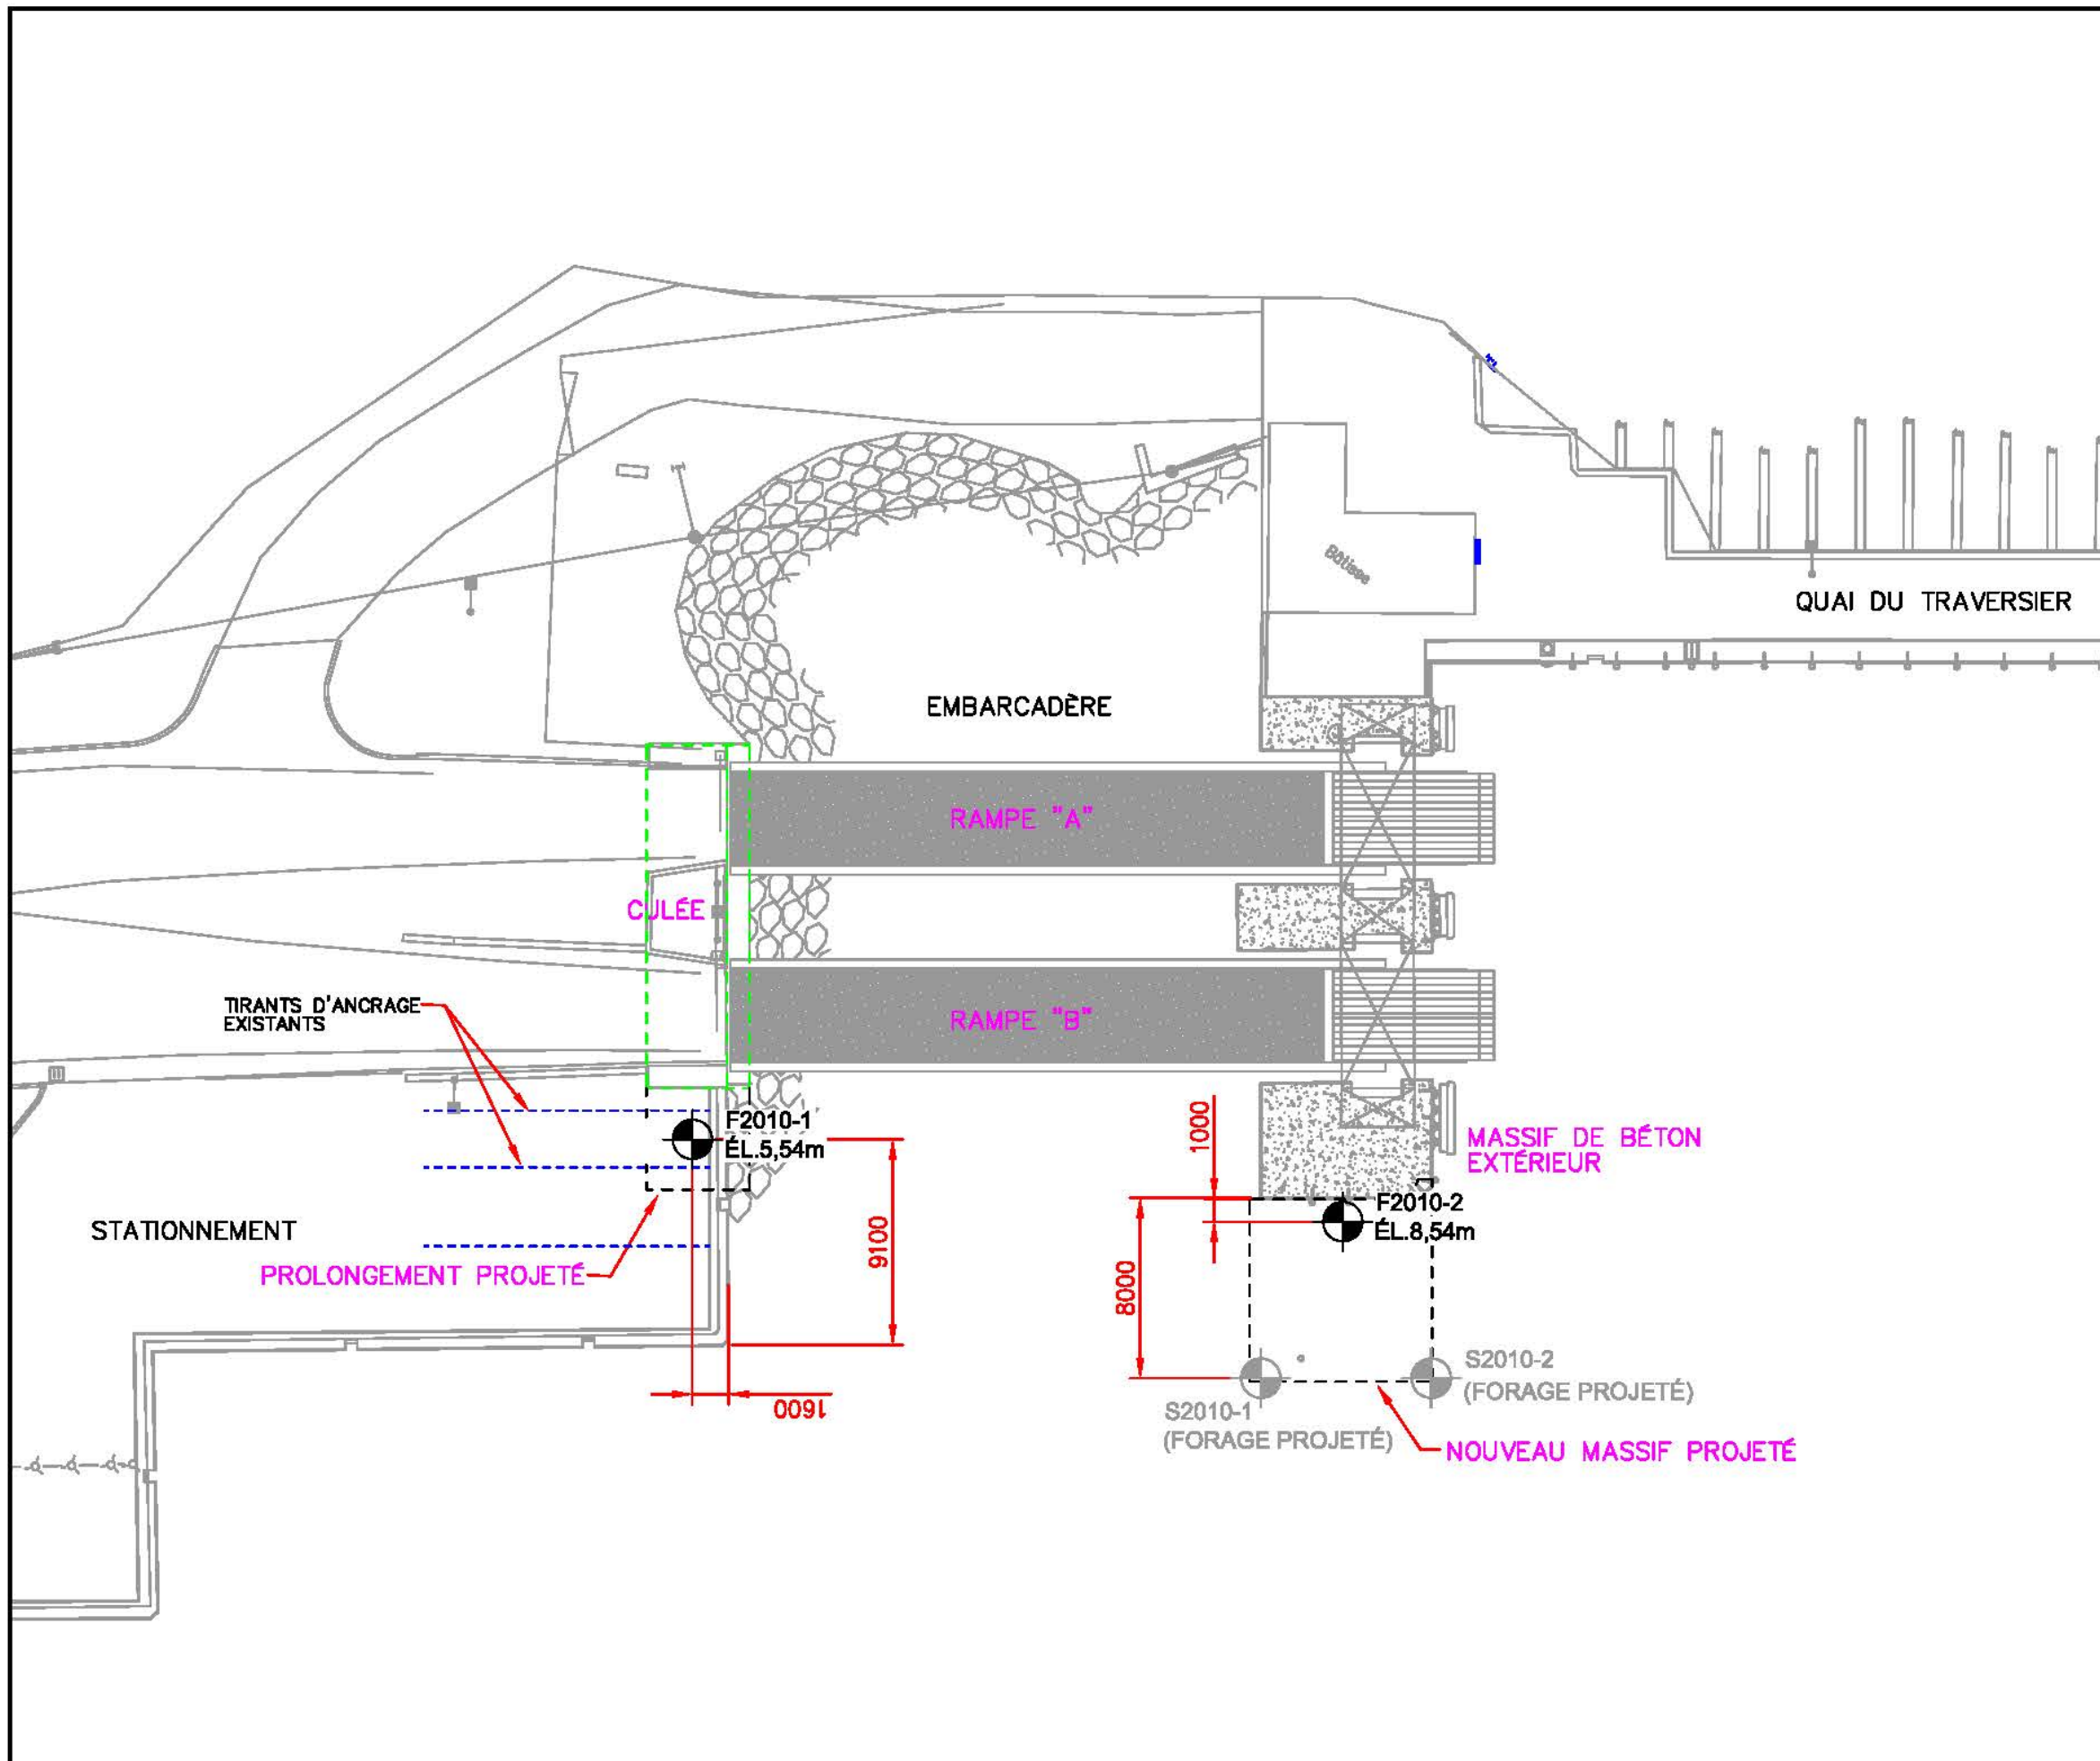 Bâtisse
QUAI DU TRAVERSIER
EMBARCADÈRE
RAMPE "A"
CULÉE
TIRANTS D'ANCRAGE
EXISTANTS
RAMPE "B"
F2010-1
ÉL.5,54m
1000
MASSIF DE BÉTON
EXTÉRIEUR
F2010-2
ÉL.8,54m
STATIONNEMENT
9100
PROLONGEMENT PROJETÉ
8000
S2010-2
(FORAGE PROJETÉ)
1600
S2010-1
(FORAGE PROJETÉ)
NOUVEAU MASSIF PROJETÉ